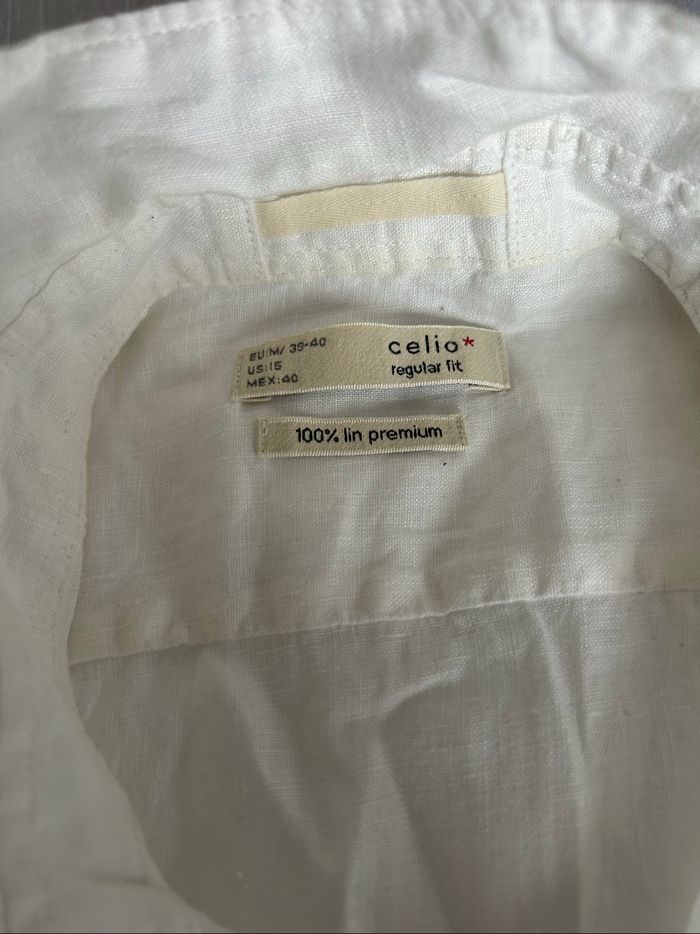 EU:M/ 39-40
US:15
MEX:40
celio*
regular fit
100% lin premium